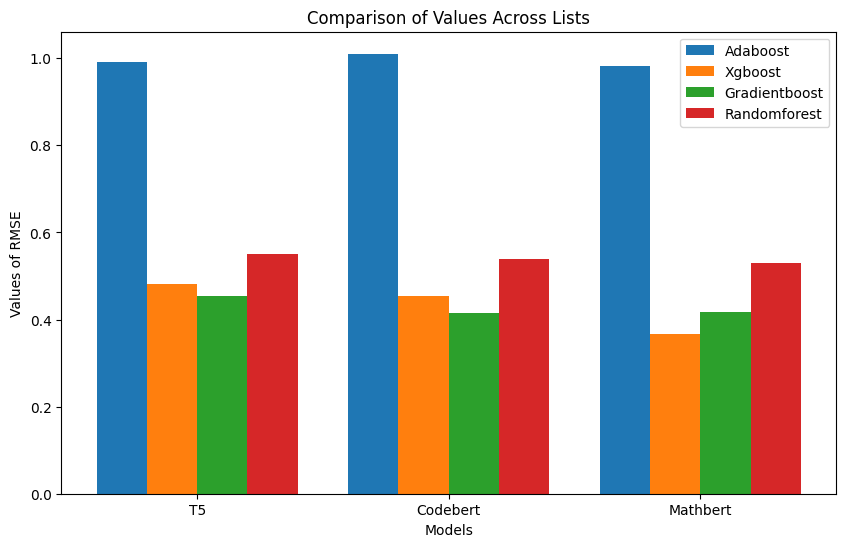 Comparison of Values Across Lists
Adaboost
Xgboost
Gradientboost
Randomforest
Values of RMSE
1.0
0.8
0.6
0.4
0.2
0.0
T5
Codebert
Mathbert
Models